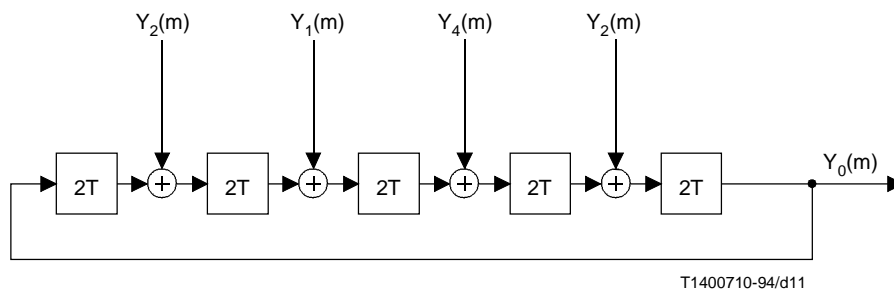 Y2(m) Y1(m) Y4(m) Y2(m)
Y0(m)
2T 2T 2T 2T 2T
T1400710-94/d11